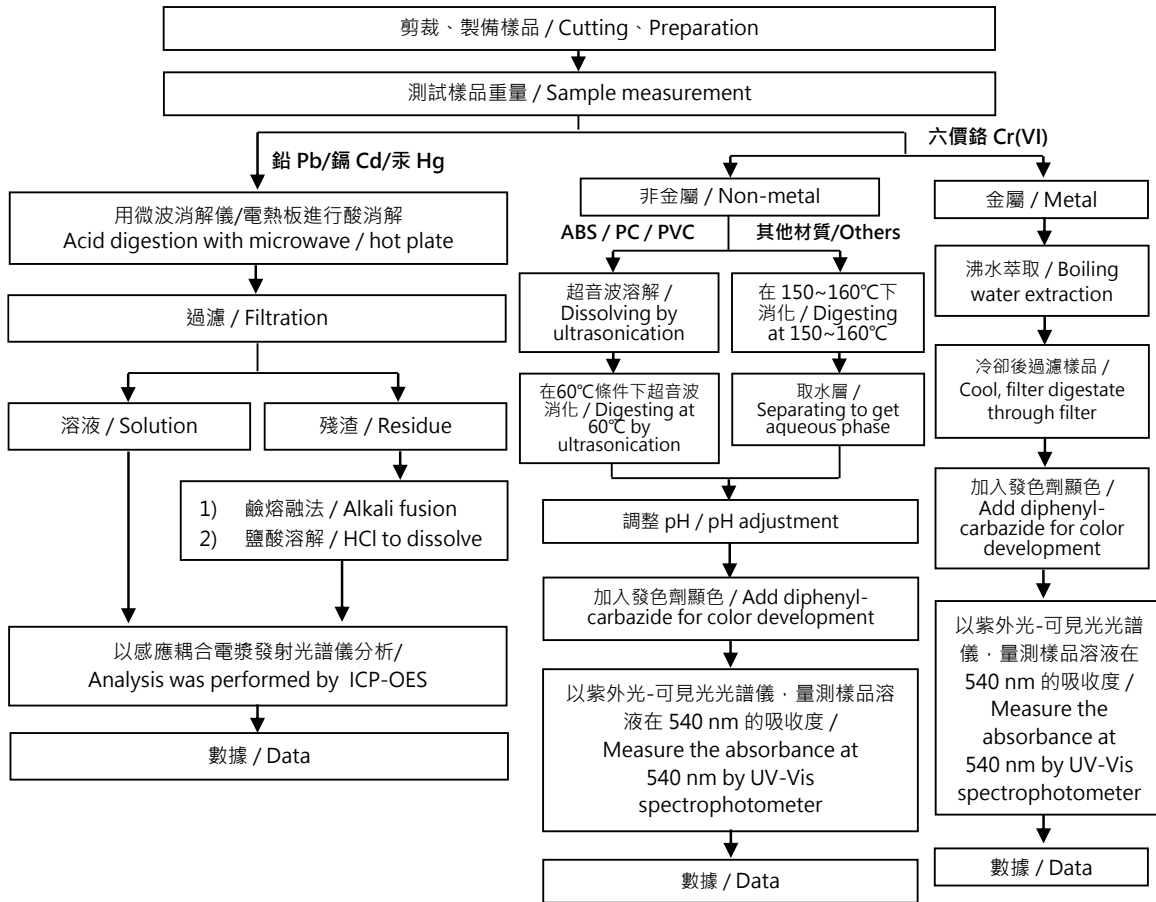 剪裁、製備樣品 / Cutting、Preparation
測試樣品重量 / Sample measurement
鉛 Pb/鎘 Cd/汞 Hg
用微波消解儀/電熱板進行酸消解
Acid digestion with microwave / hot plate
過濾 / Filtration
溶液 / Solution
殘渣 / Residue
1) 鹼熔融法 / Alkali fusion
2) 鹽酸溶解 / HCl to dissolve
以感應耦合電漿發射光譜儀分析/
Analysis was performed by ICP-OES
數據 / Data
六價鉻 Cr(VI)
非金屬 / Non-metal
ABS / PC / PVC
超音波溶解 /
Dissolving by
ultrasonication
在60℃條件下超音波
消化 / Digesting at
60℃ by
ultrasonication
其他材質/Others
在 150~160℃下
消化 / Digesting
at 150~160℃
取水層 /
Separating to get
aqueous phase
調整 pH / pH adjustment
加入發色劑顯色 / Add diphenyl-
carbazide for color development
以紫外光-可見光光譜儀，量測樣品溶
液在 540 nm 的吸收度 /
Measure the absorbance at
540 nm by UV-Vis
spectrophotometer
數據 / Data
金屬 / Metal
沸水萃取 / Boiling
water extraction
冷卻後過濾樣品 /
Cool, filter digestate
through filter
加入發色劑顯色 /
Add diphenyl-
carbazide for color
development
以紫外光-可見光光譜
儀，量測樣品溶液在
540 nm 的吸收度 /
Measure the
absorbance at
540 nm by UV-Vis
spectrophotometer
數據 / Data